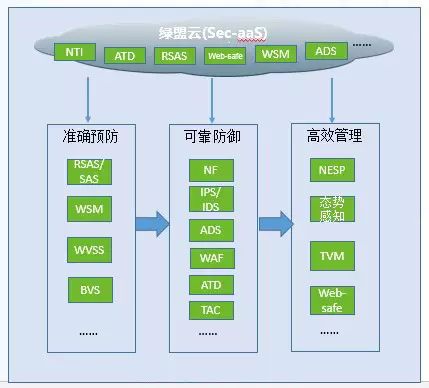 绿盟云(Sec-aaS)
NTI
ATD
RSAS
Web-safe
WSM
ADS
……
准确预防
RSAS/
SAS
WSM
WVSS
BVS
……
可靠防御
NF
IPS/
IDS
ADS
WAF
ATD
TAC
……
高效管理
NESP
态势
感知
TVM
Web-
safe
……